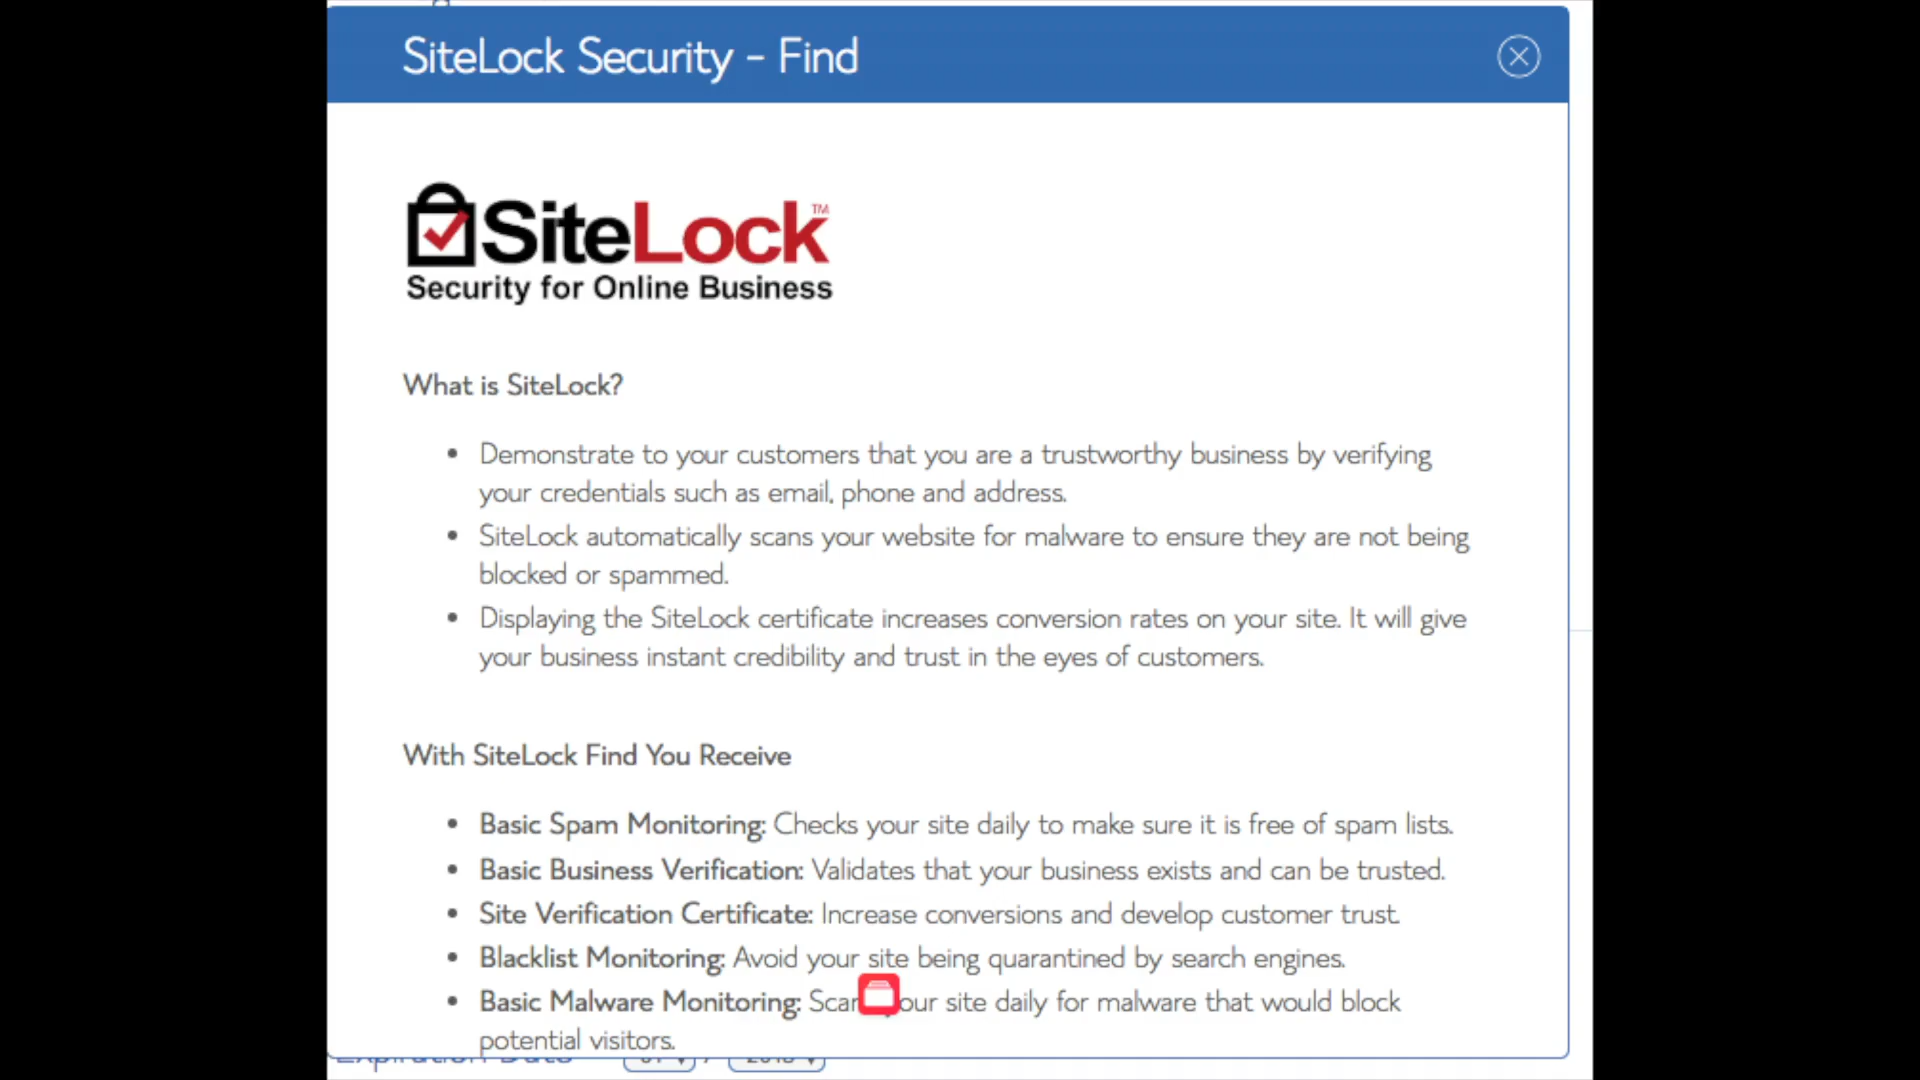 SiteLock Security - Find
SiteLock™
Security for Online Business
What is SiteLock?
• Demonstrate to your customers that you are a trustworthy business by verifying
your credentials such as email, phone and address.
• SiteLock automatically scans your website for malware to ensure they are not being
blocked or spammed.
• Displaying the SiteLock certificate increases conversion rates on your site. It will give
your business instant credibility and trust in the eyes of customers.
With SiteLock Find You Receive
• Basic Spam Monitoring: Checks your site daily to make sure it is free of spam lists.
• Basic Business Verification: Validates that your business exists and can be trusted.
• Site Verification Certificate: Increase conversions and develop customer trust.
• Blacklist Monitoring: Avoid your site being quarantined by search engines.
• Basic Malware Monitoring: Scan your site daily for malware that would block
potential visitors.
Expiration Date